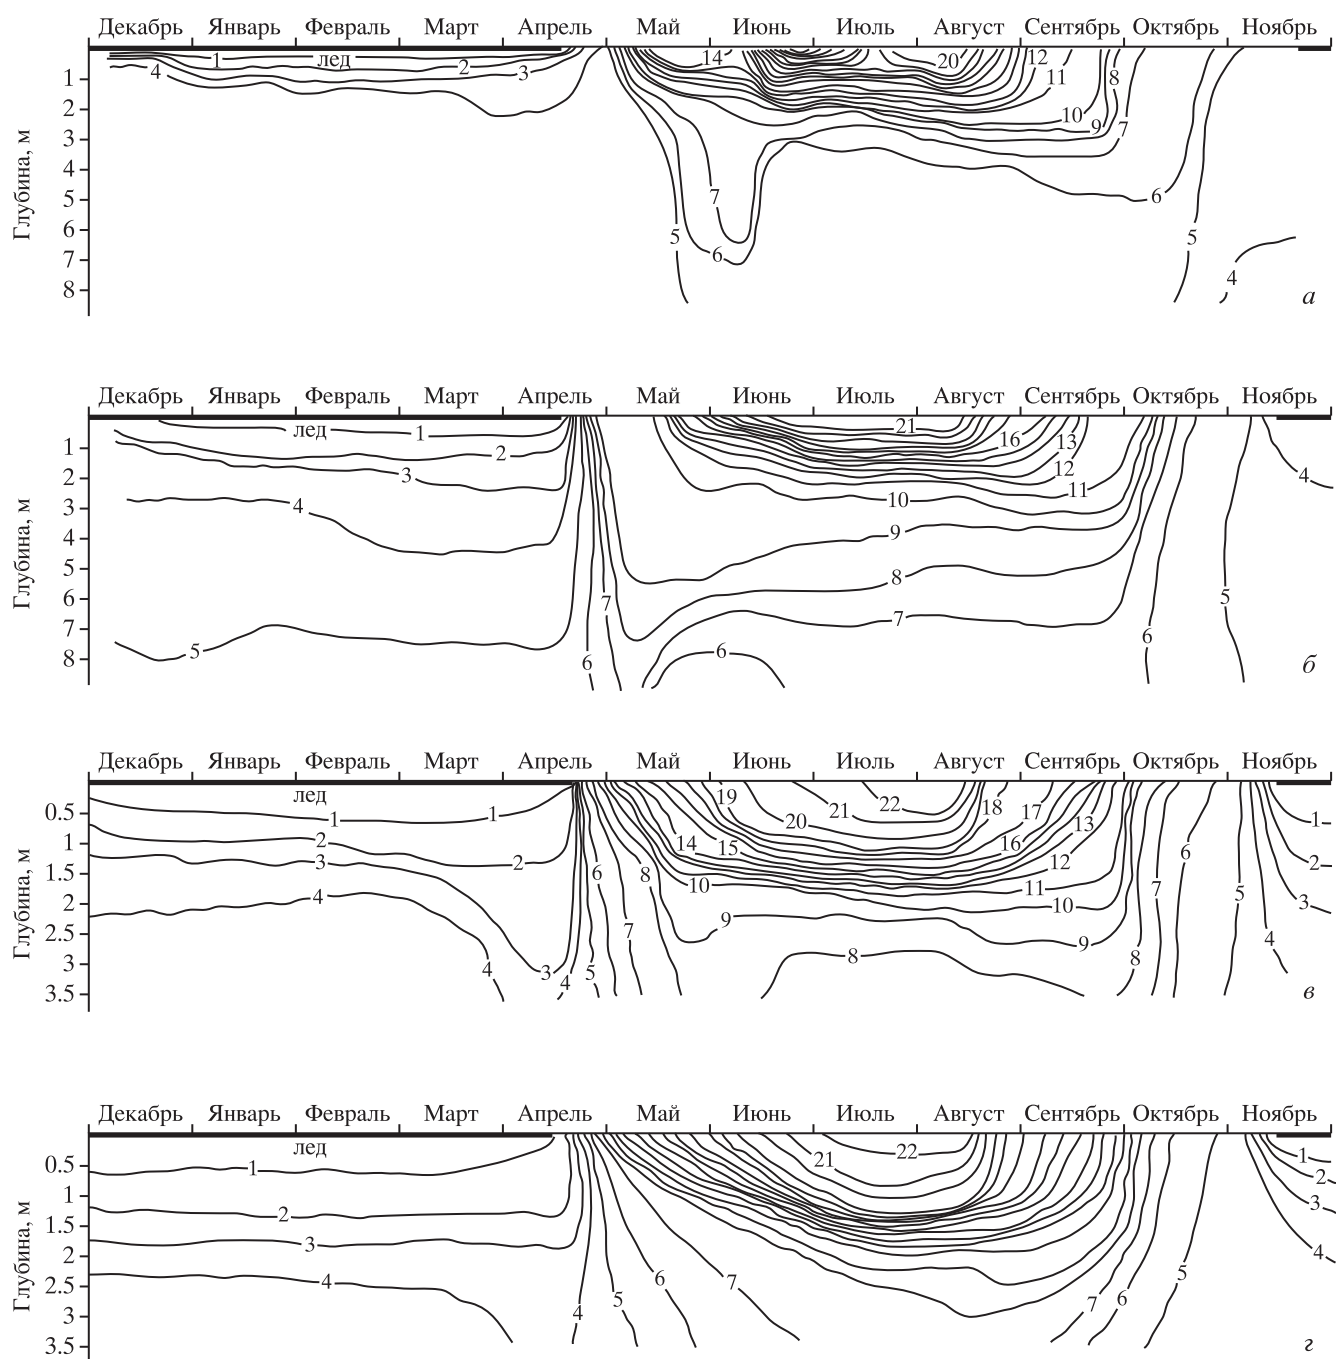 Декабрь Январь Февраль Март Апрель Май Июнь Июль Август Сентябрь Октябрь Ноябрь
1 лед 2 3 4 14 20 12 11 8 10 9 7
7 6 5 6 5 4
1
2
3
4
5
6
7
8
Глубина, м
а
Декабрь Январь Февраль Март Апрель Май Июнь Июль Август Сентябрь Октябрь Ноябрь
лед 1 2 3 4 5 6 7 6
21 16 13 12 11 10 9 8 7 6 5 4
1
2
3
4
5
6
7
8
Глубина, м
б
Декабрь Январь Февраль Март Апрель Май Июнь Июль Август Сентябрь Октябрь Ноябрь
лед 1 1 2 2 3 4 4 3 4 5 6 7 8
19 20 21 22 18 17 16 13 12 14 15 10 11 10 9 9 8 8 7 6 5 4 1 2 3
0.5
1
1.5
2
2.5
3
3.5
Глубина, м
в
Декабрь Январь Февраль Март Апрель Май Июнь Июль Август Сентябрь Октябрь Ноябрь
лед 1 2 3 4 4 5 6 7
21 22 7 6 5 1 2 3 4
0.5
1
1.5
2
2.5
3
3.5
Глубина, м
г